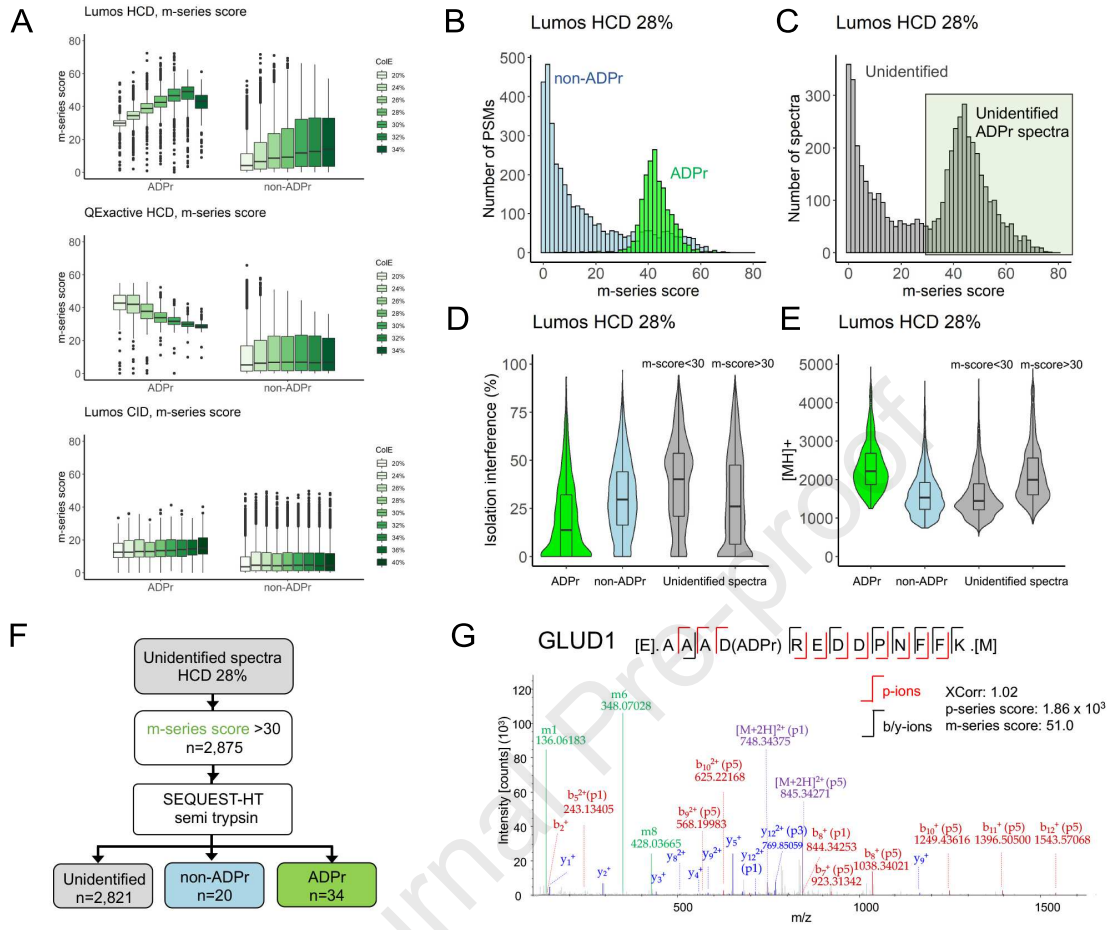 A
Lumos HCD, m-series score
80
60
40
20
0
m-series score
ADPr
non-ADPr
ColE
20%
24%
26%
28%
30%
32%
34%
QExactive HCD, m-series score
80
60
40
20
0
m-series score
ADPr
non-ADPr
ColE
20%
24%
26%
28%
30%
32%
34%
Lumos CID, m-series score
80
60
40
20
0
m-series score
ADPr
non-ADPr
ColE
20%
24%
26%
28%
30%
32%
34%
36%
40%
B
Lumos HCD 28%
500
400
300
200
100
0
Number of PSMs
non-ADPr
ADPr
0
20
40
60
80
m-series score
C
Lumos HCD 28%
300
200
100
0
Number of spectra
Unidentified
Unidentified
ADPr spectra
0
20
40
60
80
m-series score
D
Lumos HCD 28%
100
75
50
25
0
Isolation interference (%)
m-score<30
m-score>30
ADPr
non-ADPr
Unidentified spectra
E
Lumos HCD 28%
5000
4000
3000
2000
1000
[MH]+
m-score<30
m-score>30
ADPr
non-ADPr
Unidentified spectra
F
Unidentified spectra
HCD 28%
m-series score >30
n=2,875
SEQUEST-HT
semi trypsin
Unidentified
n=2,821
non-ADPr
n=20
ADPr
n=34
G
GLUD1
[E]. A A A D(ADPr) R E D D P N F F K .[M]
p-ions
b/y-ions
XCorr: 1.02
p-series score: 1.86 x 10³
m-series score: 51.0
120
100
80
60
40
20
0
Intensity [counts] (10³)
m1
136.06183
m6
348.07028
m8
428.03665
b₂⁺
b₅²⁺(p1)
243.13405
b₉²⁺ (p5)
568.19983
b₁₀²⁺ (p5)
625.22168
[M+2H]²⁺ (p1)
748.34375
[M+2H]²⁺ (p5)
845.34271
y₁₂²⁺ (p3)
769.85059
b₈⁺ (p1)
844.34253
b₇⁺ (p5)
923.31342
b₈⁺ (p5)
1038.34021
b₁₀⁺ (p5)
1249.43616
b₁₁⁺ (p5)
1396.50500
b₁₂⁺ (p5)
1543.57068
y₁⁺
y₂⁺
y₃⁺
y₈²⁺
y₄⁺
y₉²⁺
y₅⁺
y₁₂²⁺
(p1)
y₉⁺
500
1000
1500
m/z
urnal Pre-proof